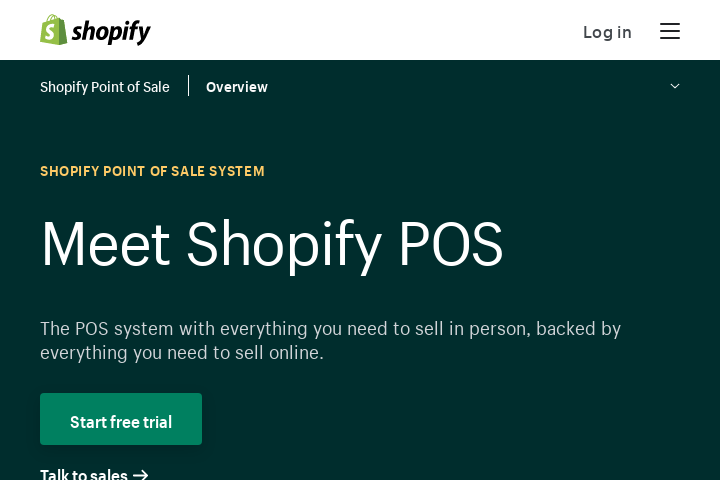 shopify
Log in
Shopify Point of Sale
Overview
SHOPIFY POINT OF SALE SYSTEM
Meet Shopify POS
The POS system with everything you need to sell in person, backed by
everything you need to sell online.
Start free trial
Talk to sales →